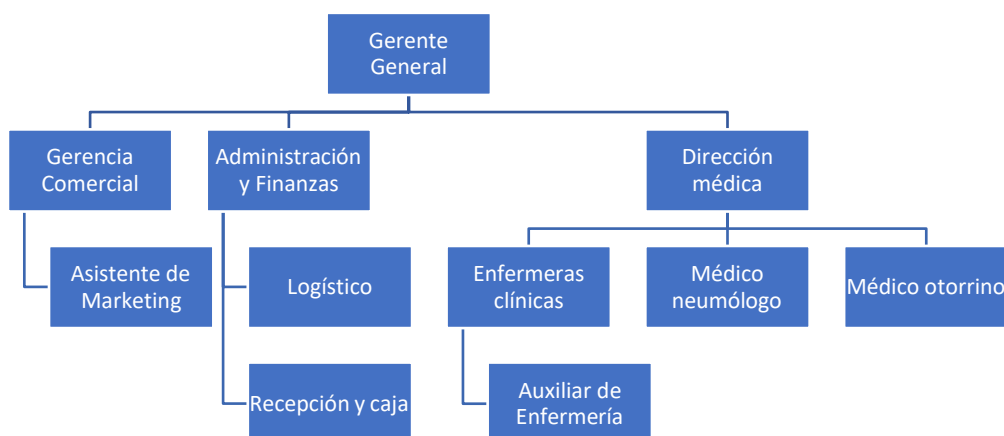 Gerente
General
Gerencia
Comercial
Administración
y Finanzas
Dirección
médica
Asistente de
Marketing
Logístico
Enfermeras
clínicas
Médico
neumólogo
Médico otorrino
Recepción y caja
Auxiliar de
Enfermería